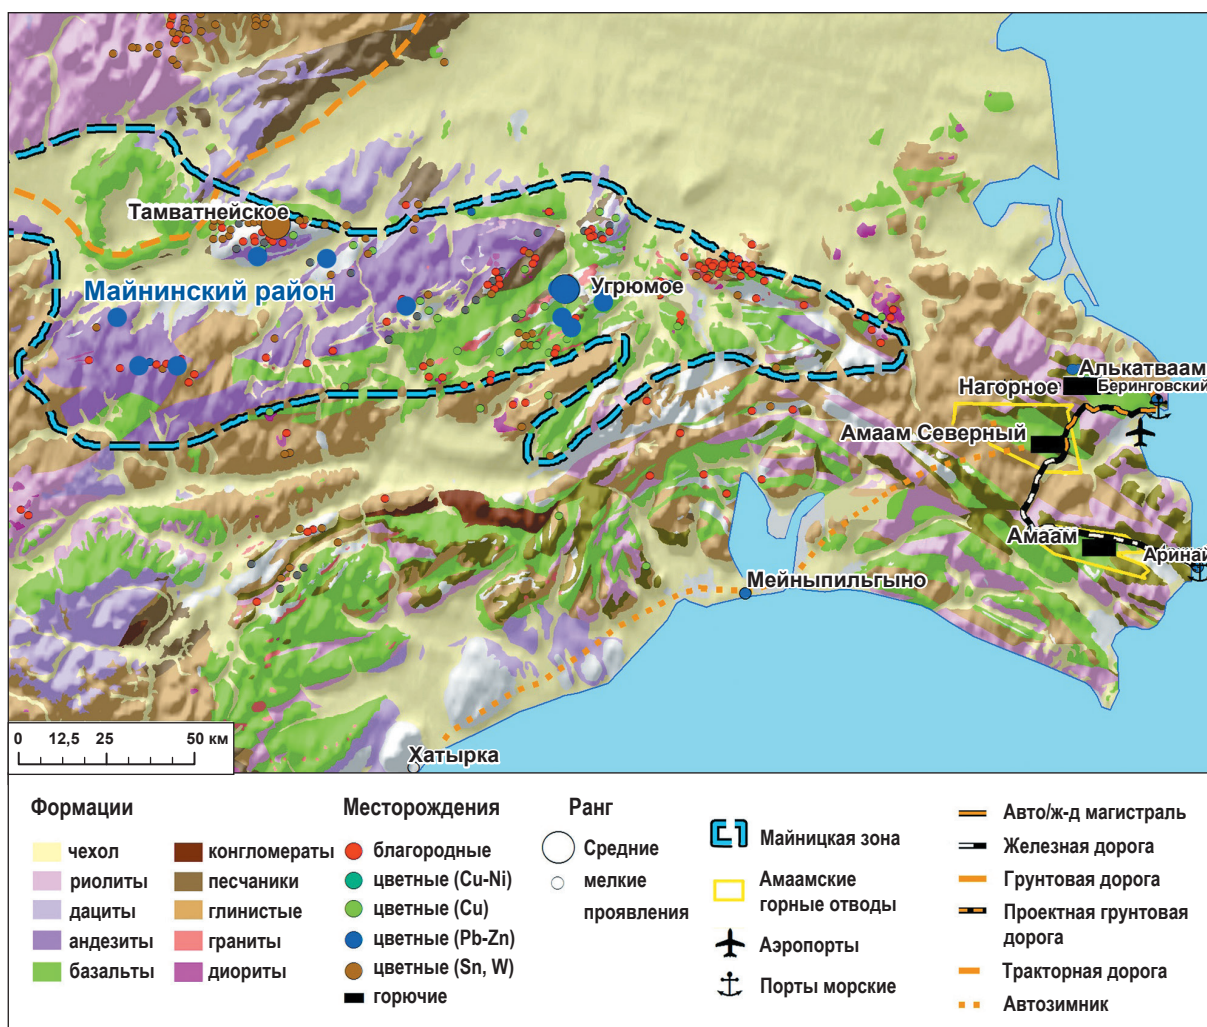 Тамватнейское
Майнинский район
Угрюмое
Алькатваам
Нагорное
Беринговский
Амаам Северный
Амаам
Аринай
Мейныпильгыно
Хатырка
0 12,5 25 50 км
Формации
чехол
риолиты
дациты
андезиты
базальты
конгломераты
песчаники
глинистые
граниты
диориты
Месторождения
благородные
цветные (Cu-Ni)
цветные (Cu)
цветные (Pb-Zn)
цветные (Sn, W)
горючие
Ранг
Средние
мелкие
проявления
Майницкая зона
Амаамские
горные отводы
Аэропорты
Порты морские
Авто/ж-д магистраль
Железная дорога
Грунтовая дорога
Проектная грунтовая
дорога
Тракторная дорога
Автозимник